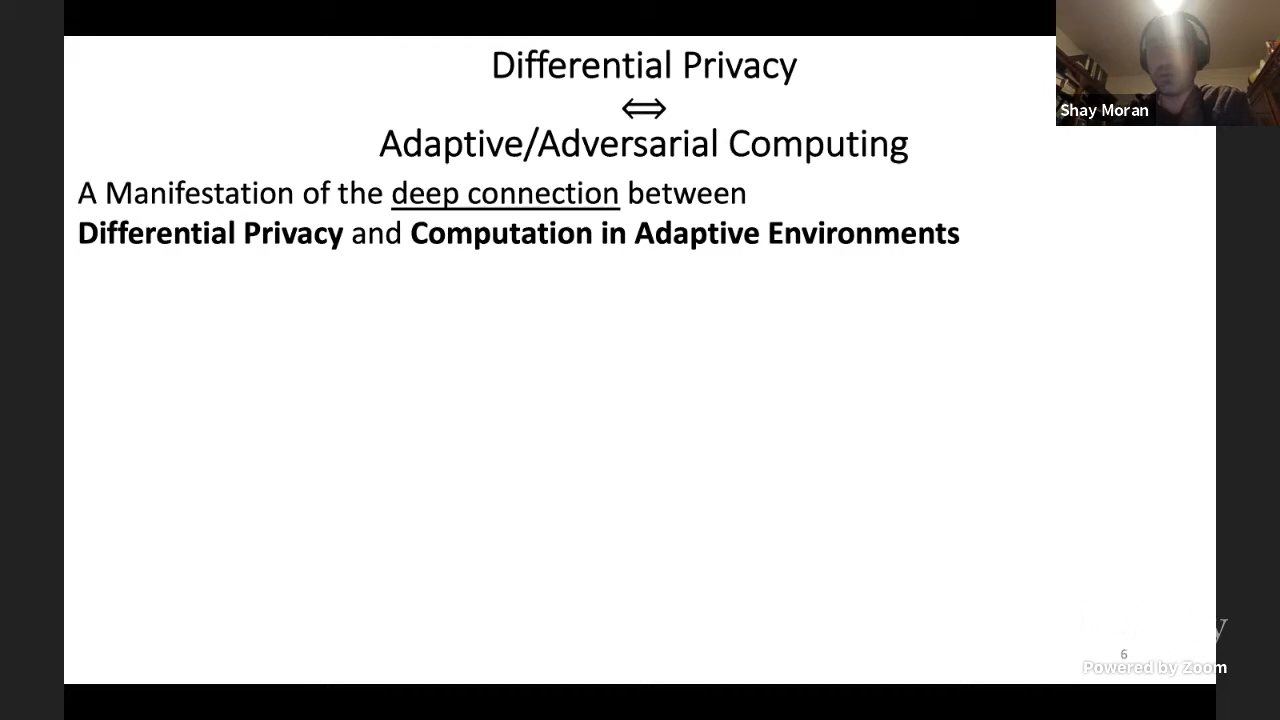 Differential Privacy
⟺
Adaptive/Adversarial Computing
A Manifestation of the deep connection between
Differential Privacy and Computation in Adaptive Environments
Shay Moran
6
Powered by Zoom